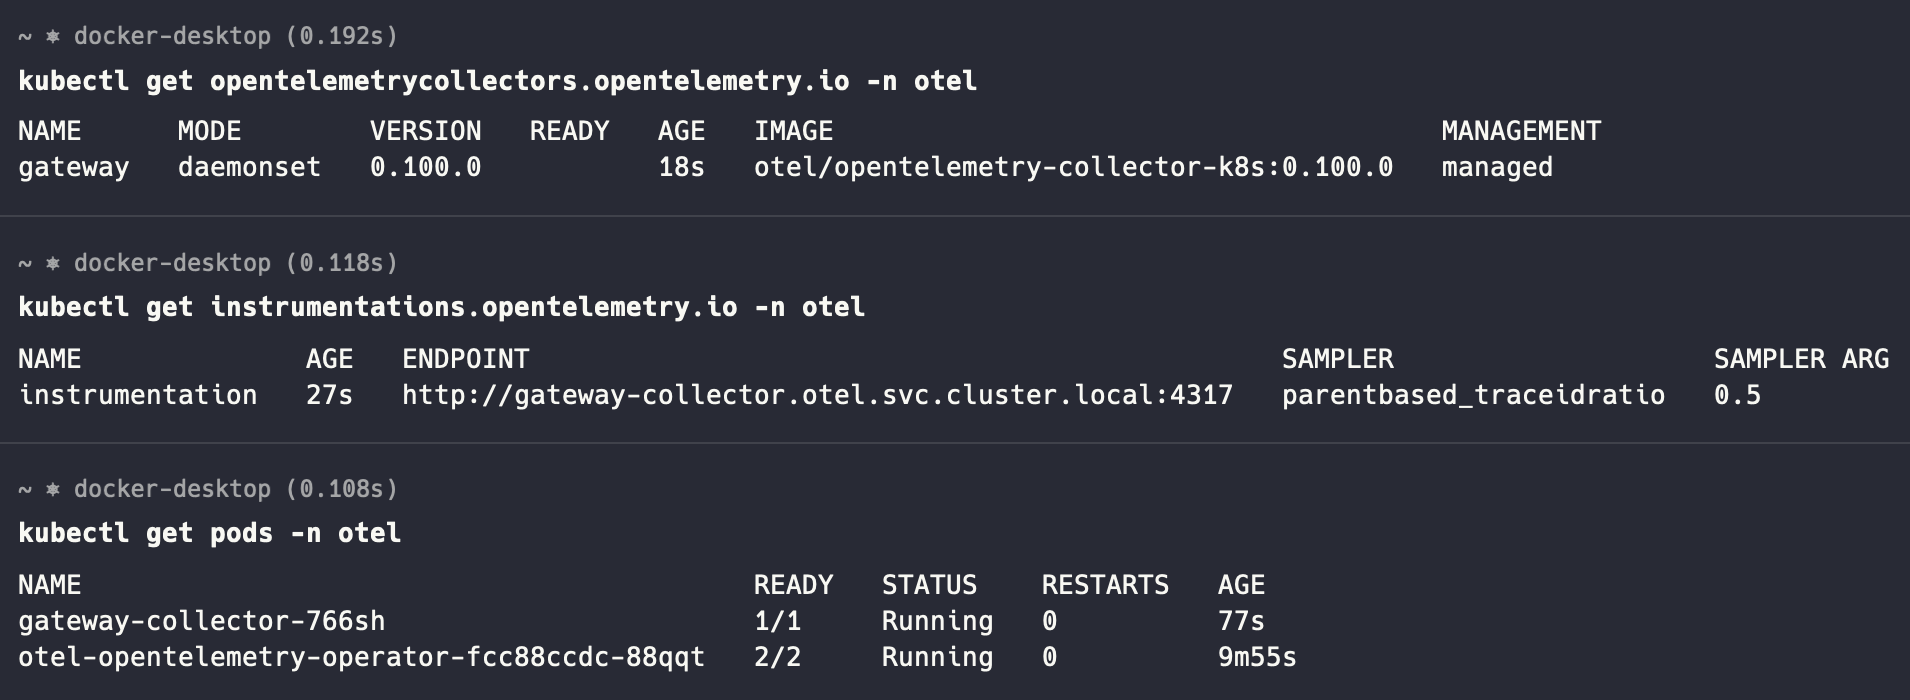 ~ ⎈ docker-desktop (0.192s)
kubectl get opentelemetrycollectors.opentelemetry.io -n otel
NAME      MODE        VERSION   READY   AGE   IMAGE                                      MANAGEMENT
gateway   daemonset   0.100.0           18s   otel/opentelemetry-collector-k8s:0.100.0   managed
~ ⎈ docker-desktop (0.118s)
kubectl get instrumentations.opentelemetry.io -n otel
NAME              AGE   ENDPOINT                                               SAMPLER                    SAMPLER ARG
instrumentation   27s   http://gateway-collector.otel.svc.cluster.local:4317   parentbased_traceidratio   0.5
~ ⎈ docker-desktop (0.108s)
kubectl get pods -n otel
NAME                                          READY   STATUS    RESTARTS   AGE
gateway-collector-766sh                       1/1     Running   0          77s
otel-opentelemetry-operator-fcc88ccdc-88qqt   2/2     Running   0          9m55s